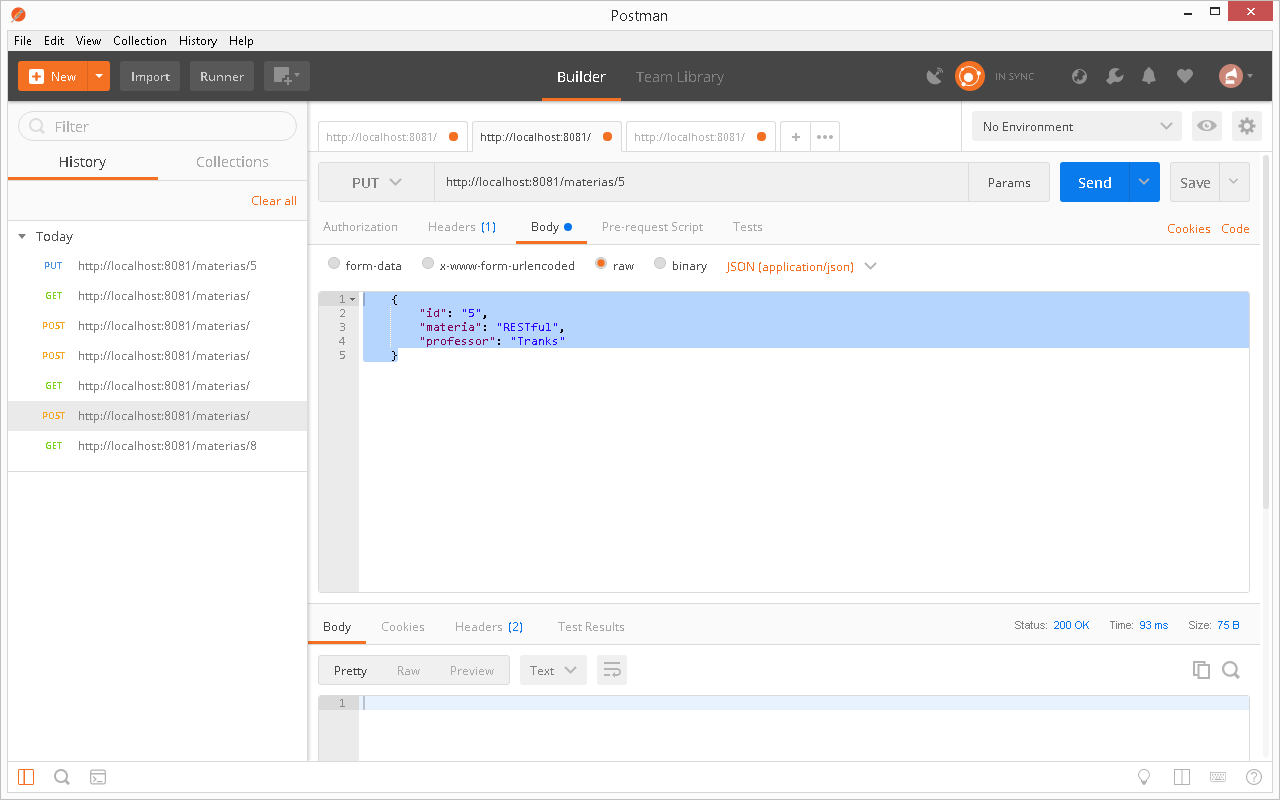 Postman
File Edit View Collection History Help
New Import Runner Builder Team Library IN SYNC
Filter
History Collections
Clear all
Today
PUT http://localhost:8081/materias/5
GET http://localhost:8081/materias/
POST http://localhost:8081/materias/
POST http://localhost:8081/materias/
GET http://localhost:8081/materias/
POST http://localhost:8081/materias/
GET http://localhost:8081/materias/8
http://localhost:8081/ http://localhost:8081/ http://localhost:8081/ No Environment
PUT http://localhost:8081/materias/5 Params Send Save
Authorization Headers (1) Body Pre-request Script Tests Cookies Code
form-data x-www-form-urlencoded raw binary JSON (application/json)
1 {
2 "id": "5",
3 "materia": "RESTful",
4 "professor": "Tranks"
5 }
Body Cookies Headers (2) Test Results Status: 200 OK Time: 93 ms Size: 75 B
Pretty Raw Preview Text
1